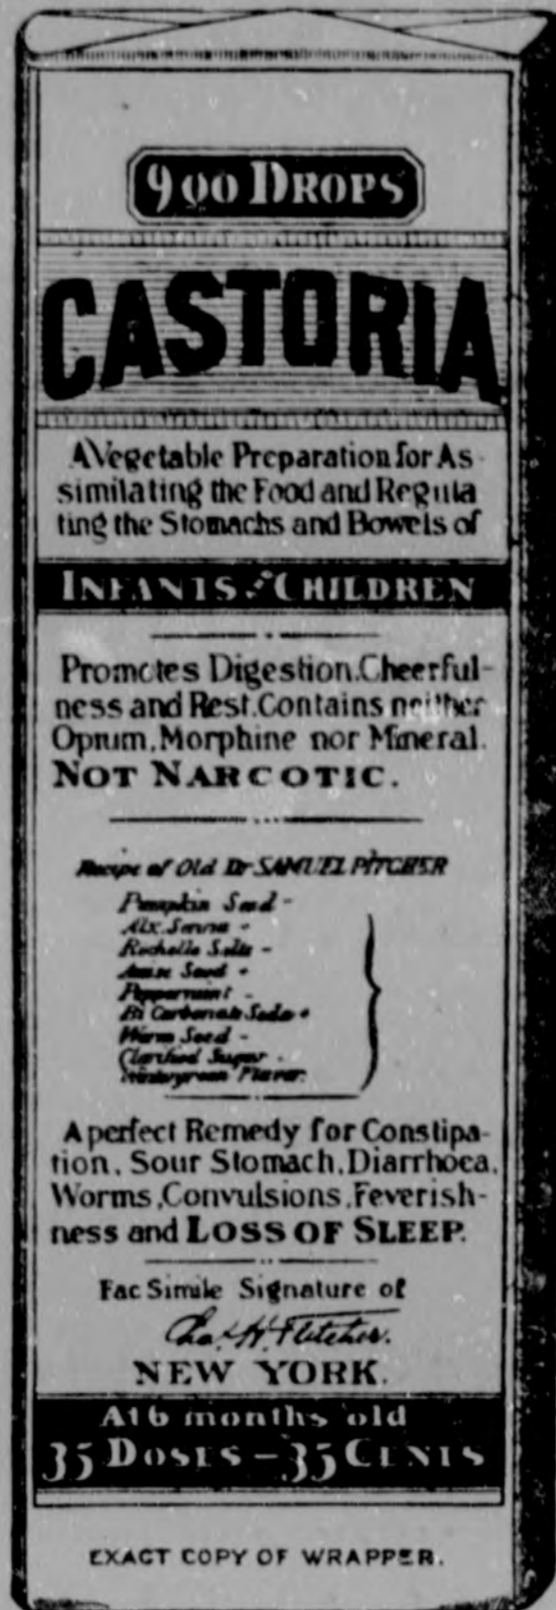 900 DROPS
CASTORIA
A Vegetable Preparation for As-
similating the Food and Regula
ting the Stomachs and Bowels of
INFANTS & CHILDREN
Promotes Digestion.Cheerful-
ness and Rest.Contains neither
Opium,Morphine nor Mineral.
NOT NARCOTIC.
Recipe of Old Dr SAMUEL PITCHER
Pumpkin Seed -
Alx. Senna -
Rochelle Salts -
Anise Seed +
Peppermint -
Bi Carbonate Soda +
Worm Seed -
Clarified Sugar .
Wintergreen Flavor.
A perfect Remedy for Constipa-
tion, Sour Stomach,Diarrhoea,
Worms,Convulsions,Feverish-
ness and LOSS OF SLEEP.
Fac Simile Signature of
Chas. H. Fletcher.
NEW YORK.
At 6 months old
35 DOSES – 35 CENTS
EXACT COPY OF WRAPPER.